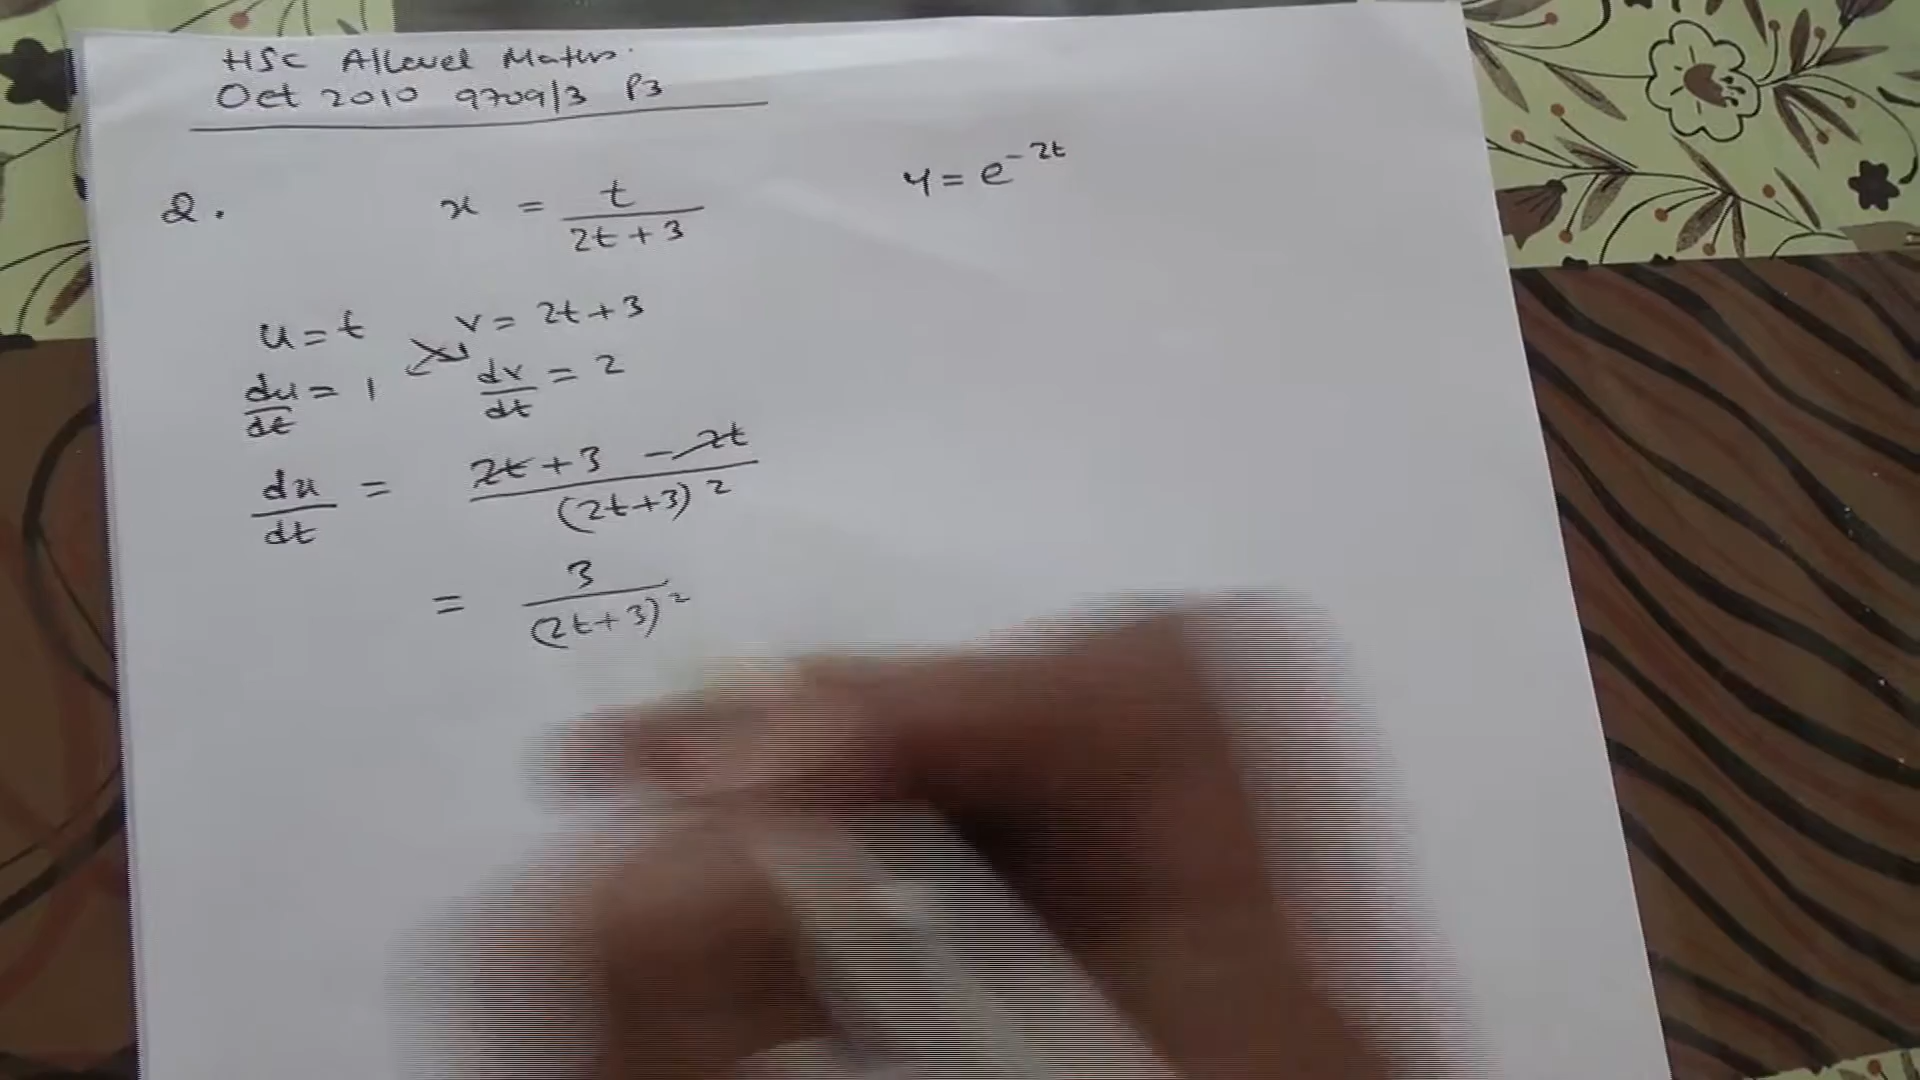 HSC A/Level Maths.
Oct 2010 9709/3 P3
2. x = t/(2t+3) y = e^-2t
u = t v = 2t+3
du/dt = 1 dv/dt = 2
dx/dt = (2t+3 - 2t)/(2t+3)^2
= 3/(2t+3)^2